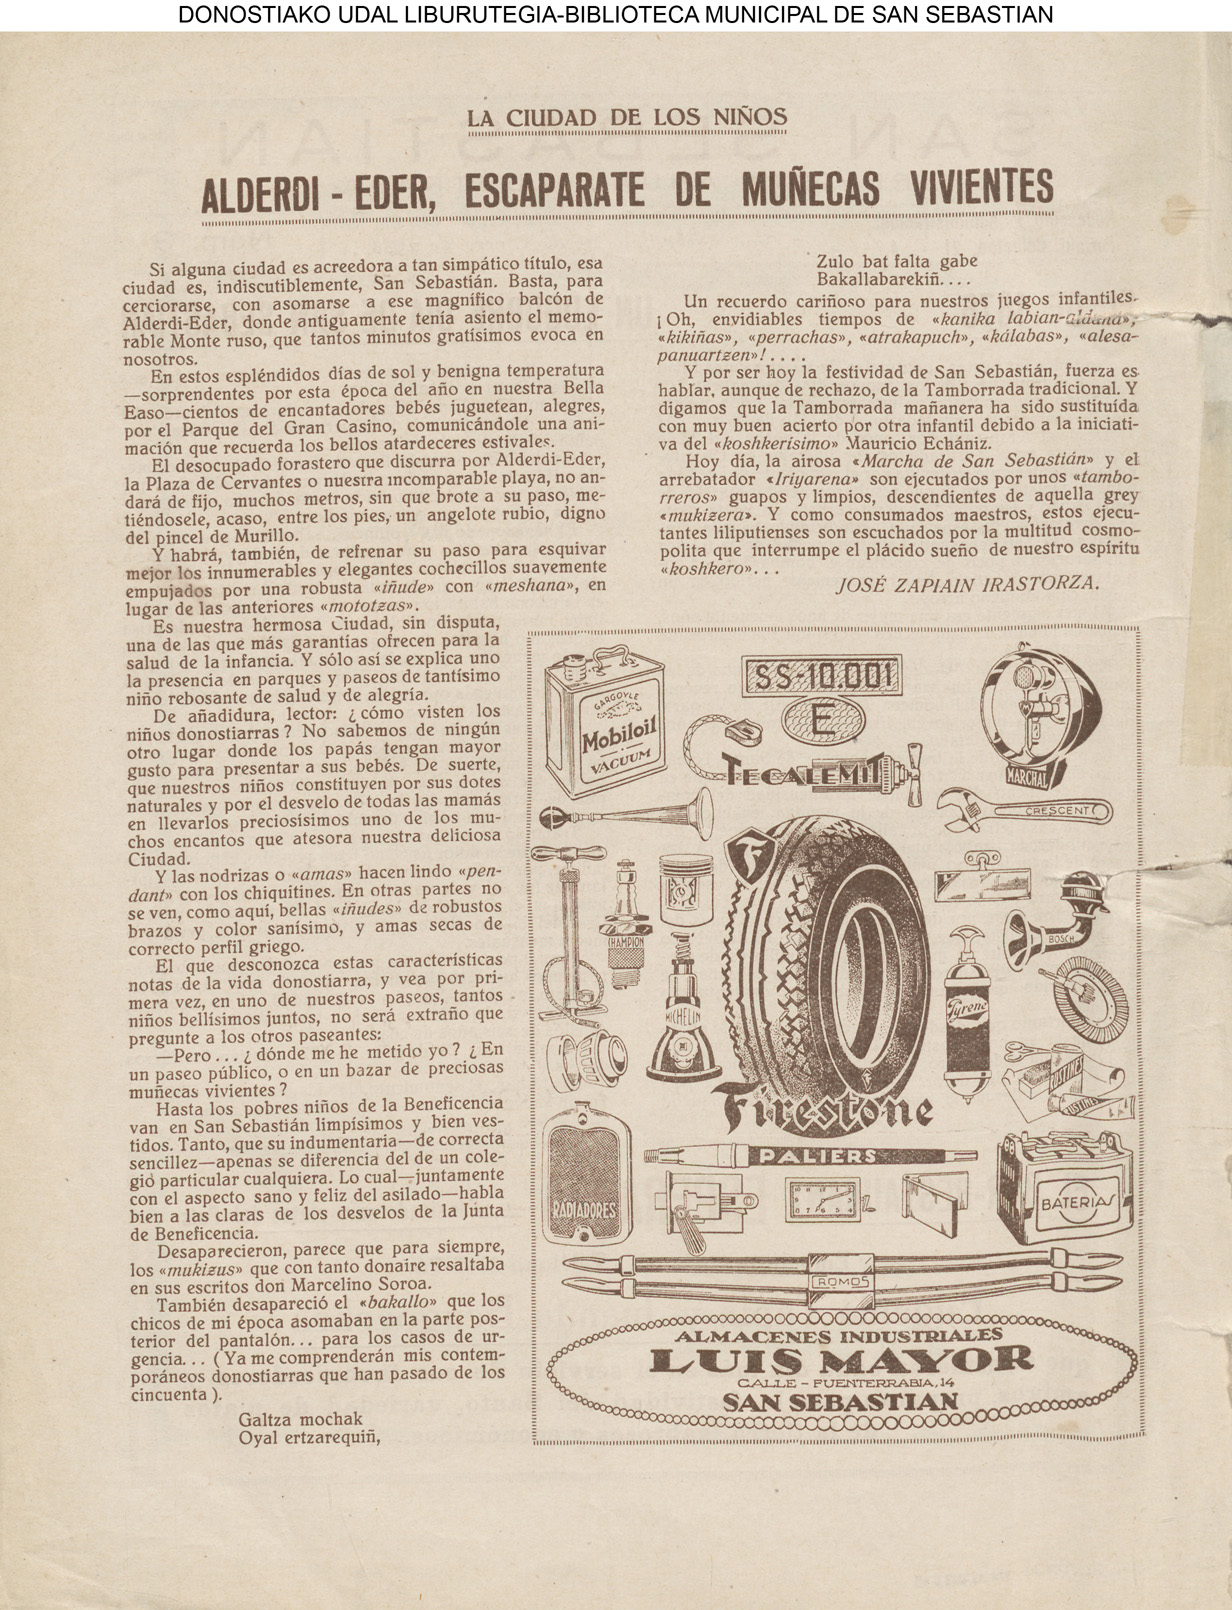 DONOSTIAKO UDAL LIBURUTEGIA-BIBLIOTECA MUNICIPAL DE SAN SEBASTIAN
LA CIUDAD DE LOS NIÑOS
ALDERDI - EDER, ESCAPARATE DE MUÑECAS VIVIENTES
Si alguna ciudad es acreedora a tan simpático título, esa
ciudad es, indiscutiblemente, San Sebastián. Basta, para
cerciorarse, con asomarse a ese magnífico balcón de
Alderdi-Eder, donde antiguamente tenía asiento el memo-
rable Monte ruso, que tantos minutos gratísimos evoca en
nosotros.
En estos espléndidos días de sol y benigna temperatura
—sorprendentes por esta época del año en nuestra Bella
Easo—cientos de encantadores bebés juguetean, alegres,
por el Parque del Gran Casino, comunicándole una ani-
mación que recuerda los bellos atardeceres estivales.
El desocupado forastero que discurra por Alderdi-Eder,
la Plaza de Cervantes o nuestra incomparable playa, no an-
dará de fijo, muchos metros, sin que brote a su paso, me-
tiéndosele, acaso, entre los pies, un angelote rubio, digno
del pincel de Murillo.
Y habrá, también, de refrenar su paso para esquivar
mejor los innumerables y elegantes cochecillos suavemente
empujados por una robusta «iñude» con «meshana», en
lugar de las anteriores «mototzas».
Es nuestra hermosa Ciudad, sin disputa,
una de las que más garantías ofrecen para la
salud de la infancia. Y sólo así se explica uno
la presencia en parques y paseos de tantísimo
niño rebosante de salud y de alegría.
De añadidura, lector: ¿cómo visten los
niños donostiarras? No sabemos de ningún
otro lugar donde los papás tengan mayor
gusto para presentar a sus bebés. De suerte,
que nuestros niños constituyen por sus dotes
naturales y por el desvelo de todas las mamás
en llevarlos preciosísimos uno de los mu-
chos encantos que atesora nuestra deliciosa
Ciudad.
Y las nodrizas o «amas» hacen lindo «pen-
dant» con los chiquitines. En otras partes no
se ven, como aquí, bellas «iñudes» de robustos
brazos y color sanísimo, y amas secas de
correcto perfil griego.
El que desconozca estas características
notas de la vida donostiarra, y vea por pri-
mera vez, en uno de nuestros paseos, tantos
niños bellísimos juntos, no será extraño que
pregunte a los otros paseantes:
—Pero... ¿dónde me he metido yo? ¿En
un paseo público, o en un bazar de preciosas
muñecas vivientes?
Hasta los pobres niños de la Beneficencia
van en San Sebastián limpísimos y bien ves-
tidos. Tanto, que su indumentaria—de correcta
sencillez—apenas se diferencia del de un cole-
gio particular cualquiera. Lo cual—juntamente
con el aspecto sano y feliz del asilado—habla
bien a las claras de los desvelos de la Junta
de Beneficencia.
Desaparecieron, parece que para siempre,
los «mukizus» que con tanto donaire resaltaba
en sus escritos don Marcelino Soroa.
También desapareció el «bakallo» que los
chicos de mi época asomaban en la parte pos-
terior del pantalón... para los casos de ur-
gencia... (Ya me comprenderán mis contem-
poráneos donostiarras que han pasado de los
cincuenta).
Galtza mochak
Oyal ertzarequiñ,
Zulo bat falta gabe
Bakallabarekiñ....
Un recuerdo cariñoso para nuestros juegos infantiles.
¡Oh, envidiables tiempos de «kanika labian-aldana»,
«kikiñas», «perrachas», «atrakapuch», «kálabas», «alesa-
panuartzen»!....
Y por ser hoy la festividad de San Sebastián, fuerza es
hablar, aunque de rechazo, de la Tamborrada tradicional. Y
digamos que la Tamborrada mañanera ha sido sustituída
con muy buen acierto por otra infantil debido a la iniciati-
va del «koshkerísimo» Mauricio Echániz.
Hoy día, la airosa «Marcha de San Sebastián» y el
arrebatador «Iriyarena» son ejecutados por unos «tambo-
rreros» guapos y limpios, descendientes de aquella grey
«mukizera». Y como consumados maestros, estos ejecu-
tantes liliputienses son escuchados por la multitud cosmo-
polita que interrumpe el plácido sueño de nuestro espíritu
«koshkero»...
JOSÉ ZAPIAIN IRASTORZA.
GARGOYLE
Mobiloil
VACUUM
SS-10.001
E
TECALEMIT
MARCHAL
CRESCENT
F
CHAMPION
MICHELIN
BOSCH
Pyrene
Firestone
PALIERS
RADIADORES
BATERIAS
ROMOS
ALMACENES INDUSTRIALES
LUIS MAYOR
CALLE - FUENTERRABIA, 14
SAN SEBASTIAN